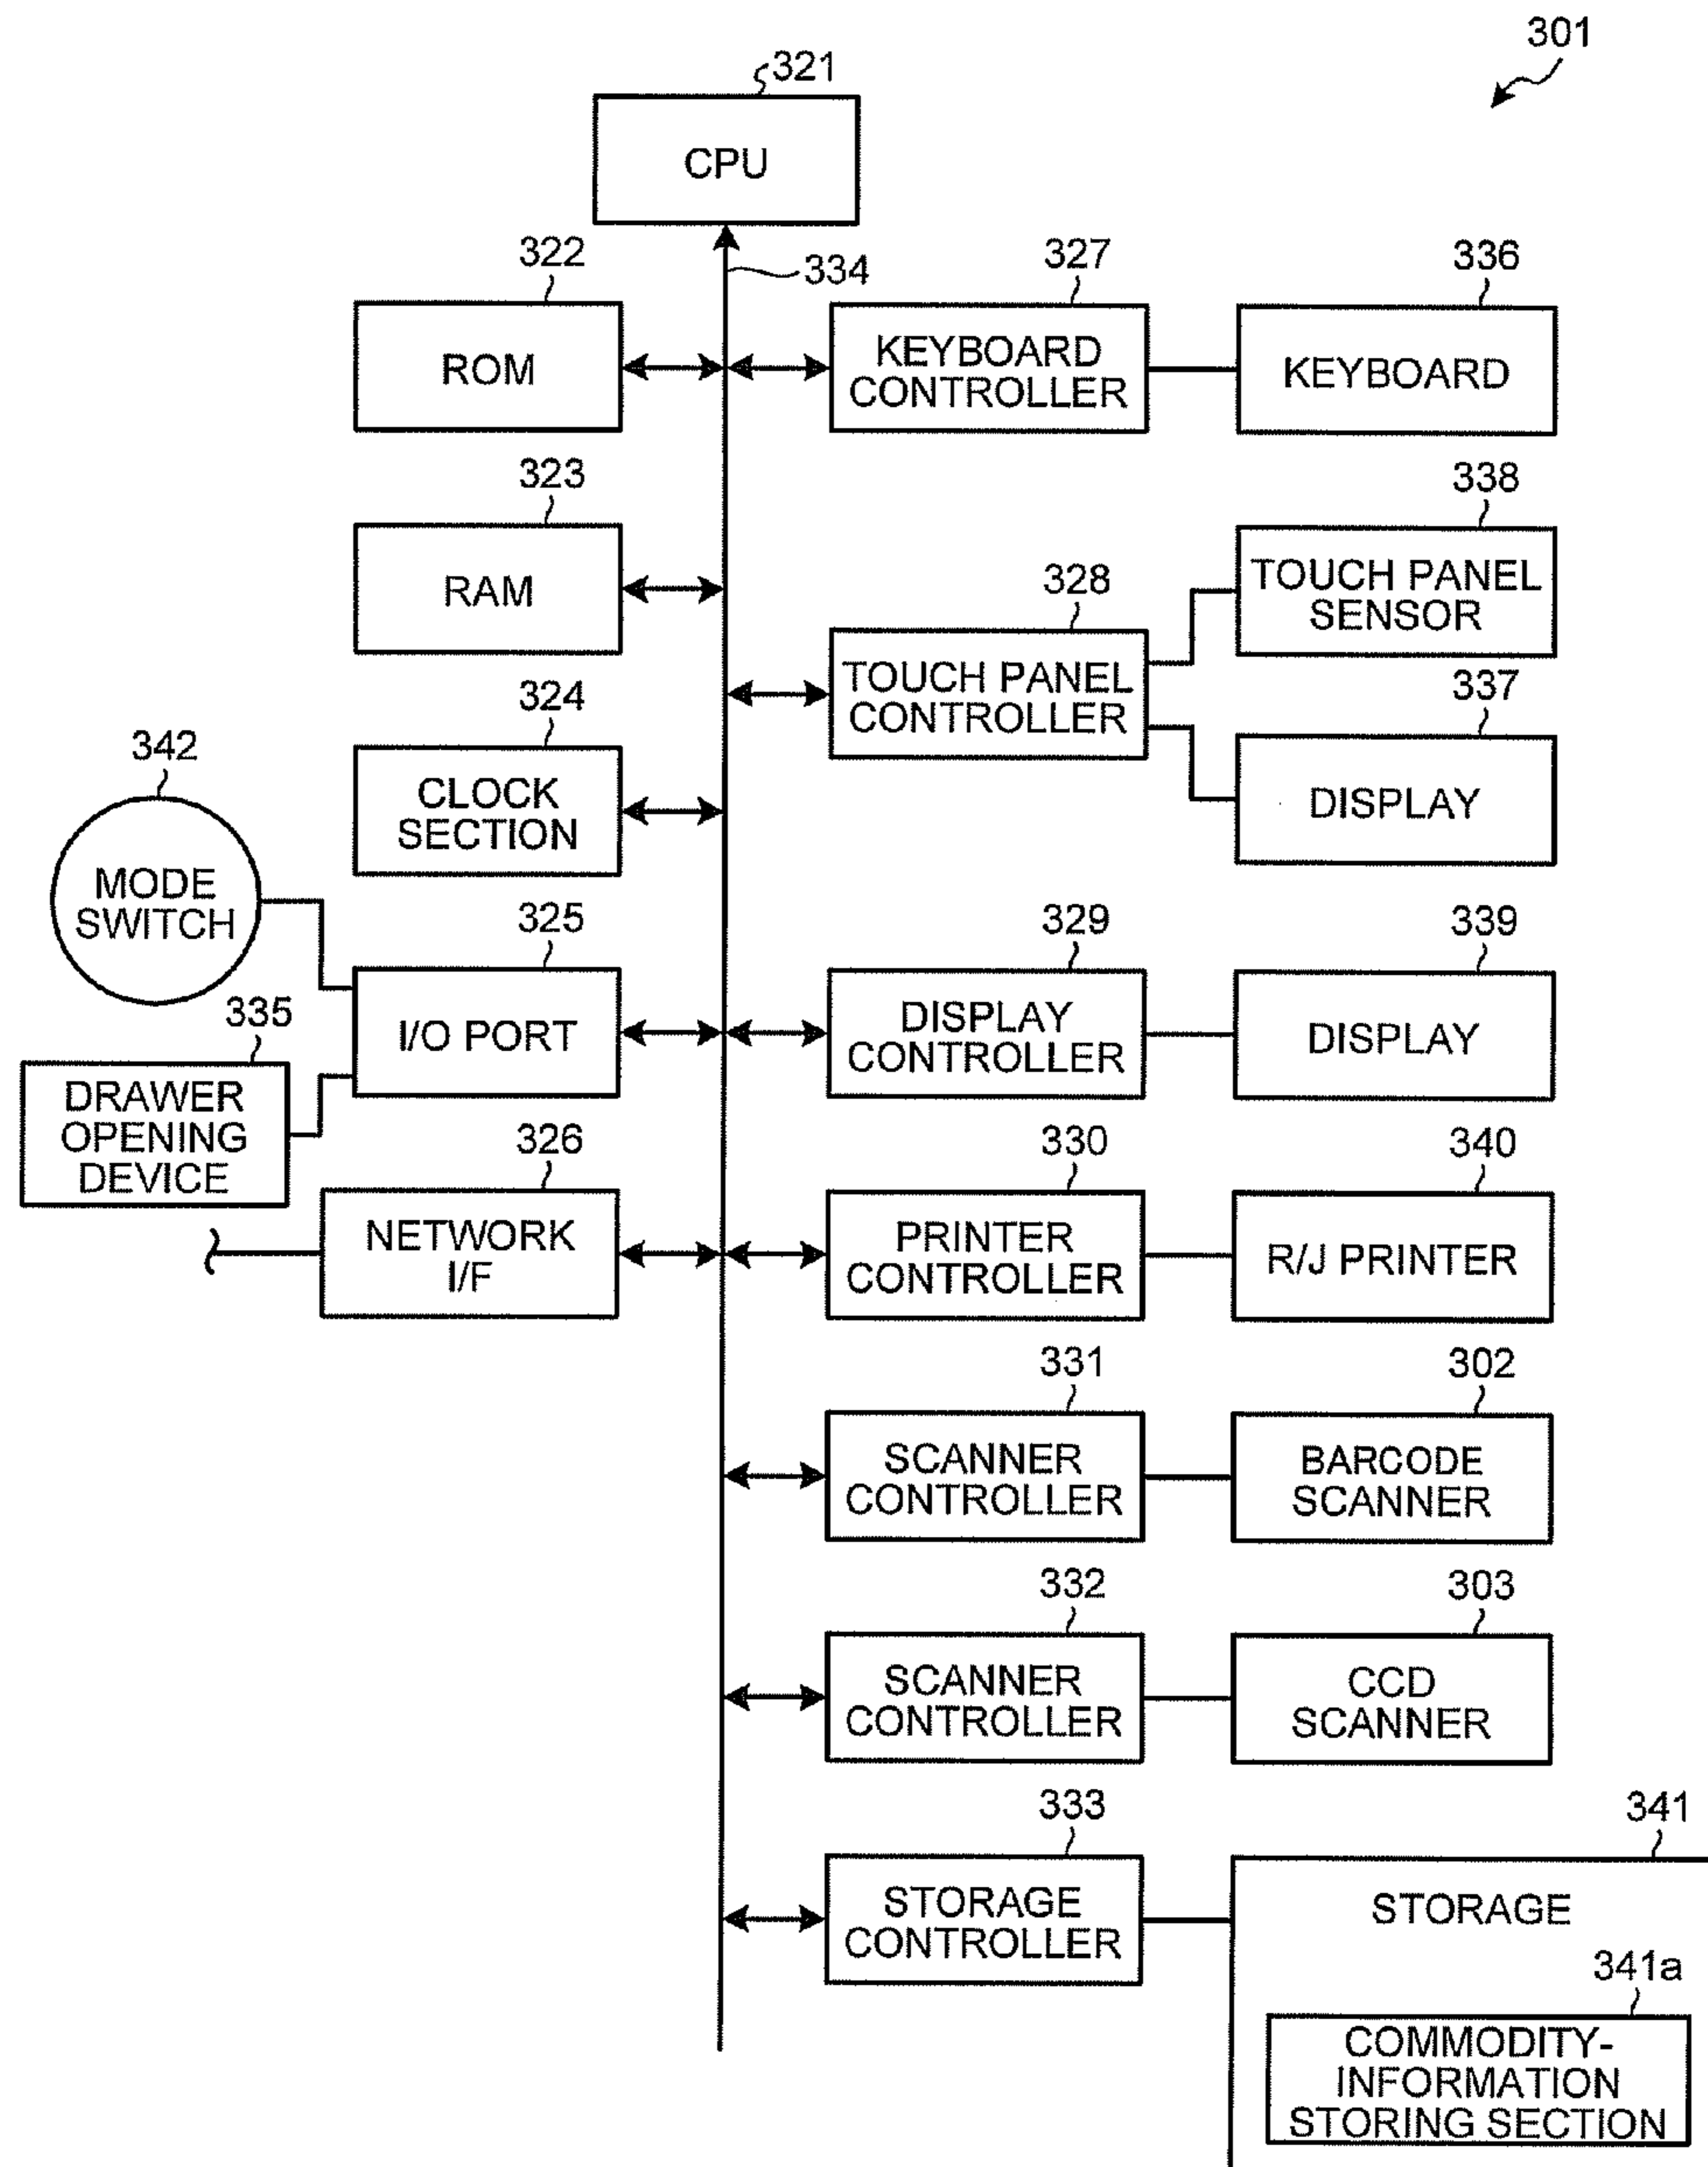 301
321
CPU
334
322
ROM
327
KEYBOARD
CONTROLLER
336
KEYBOARD
323
RAM
338
TOUCH PANEL
SENSOR
328
TOUCH PANEL
CONTROLLER
337
DISPLAY
324
CLOCK
SECTION
342
MODE
SWITCH
325
I/O PORT
329
DISPLAY
CONTROLLER
339
DISPLAY
335
DRAWER
OPENING
DEVICE
326
NETWORK
I/F
330
PRINTER
CONTROLLER
340
R/J PRINTER
331
SCANNER
CONTROLLER
302
BARCODE
SCANNER
332
SCANNER
CONTROLLER
303
CCD
SCANNER
333
STORAGE
CONTROLLER
341
STORAGE
341a
COMMODITY-
INFORMATION
STORING SECTION